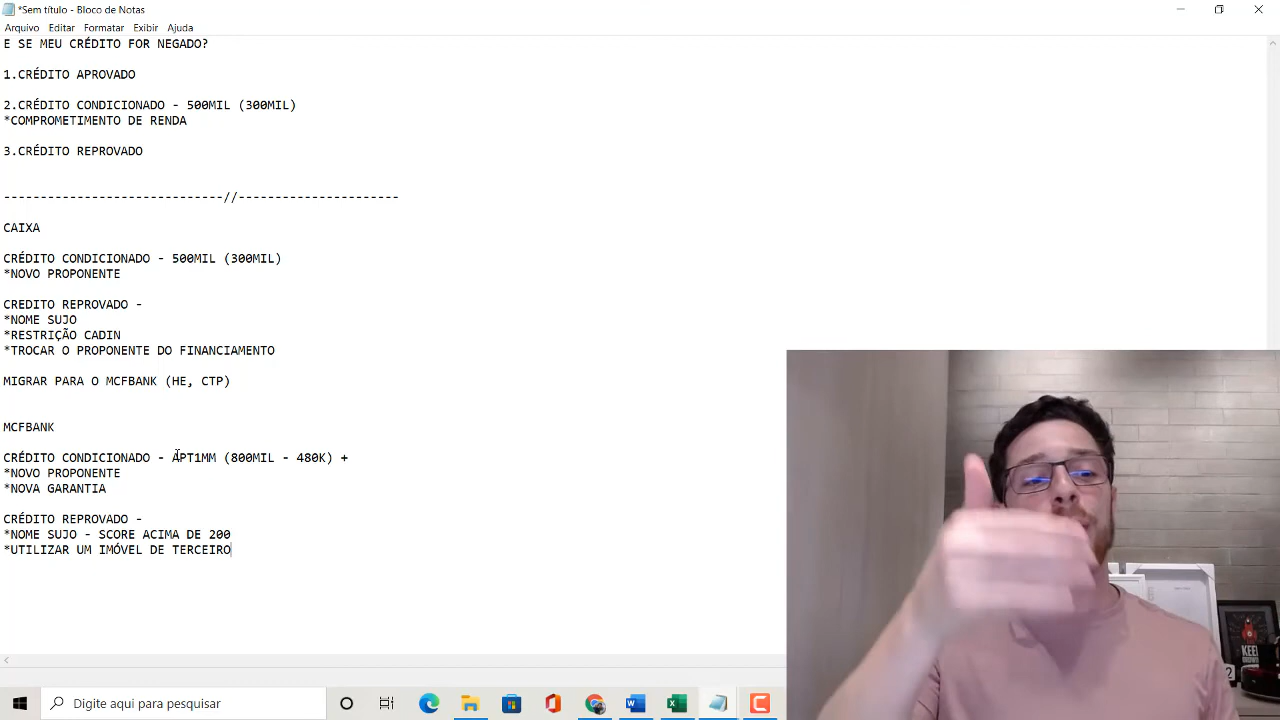 *Sem título - Bloco de Notas
Arquivo Editar Formatar Exibir Ajuda
E SE MEU CRÉDITO FOR NEGADO?
1.CRÉDITO APROVADO
2.CRÉDITO CONDICIONADO - 500MIL (300MIL)
*COMPROMETIMENTO DE RENDA
3.CRÉDITO REPROVADO
------------------------------//----------------------
CAIXA
CRÉDITO CONDICIONADO - 500MIL (300MIL)
*NOVO PROPONENTE
CREDITO REPROVADO -
*NOME SUJO
*RESTRIÇÃO CADIN
*TROCAR O PROPONENTE DO FINANCIAMENTO
MIGRAR PARA O MCFBANK (HE, CTP)
MCFBANK
CRÉDITO CONDICIONADO - APT1MM (800MIL - 480K) +
*NOVO PROPONENTE
*NOVA GARANTIA
CRÉDITO REPROVADO -
*NOME SUJO - SCORE ACIMA DE 200
*UTILIZAR UM IMÓVEL DE TERCEIRO
KEEP
Digite aqui para pesquisar